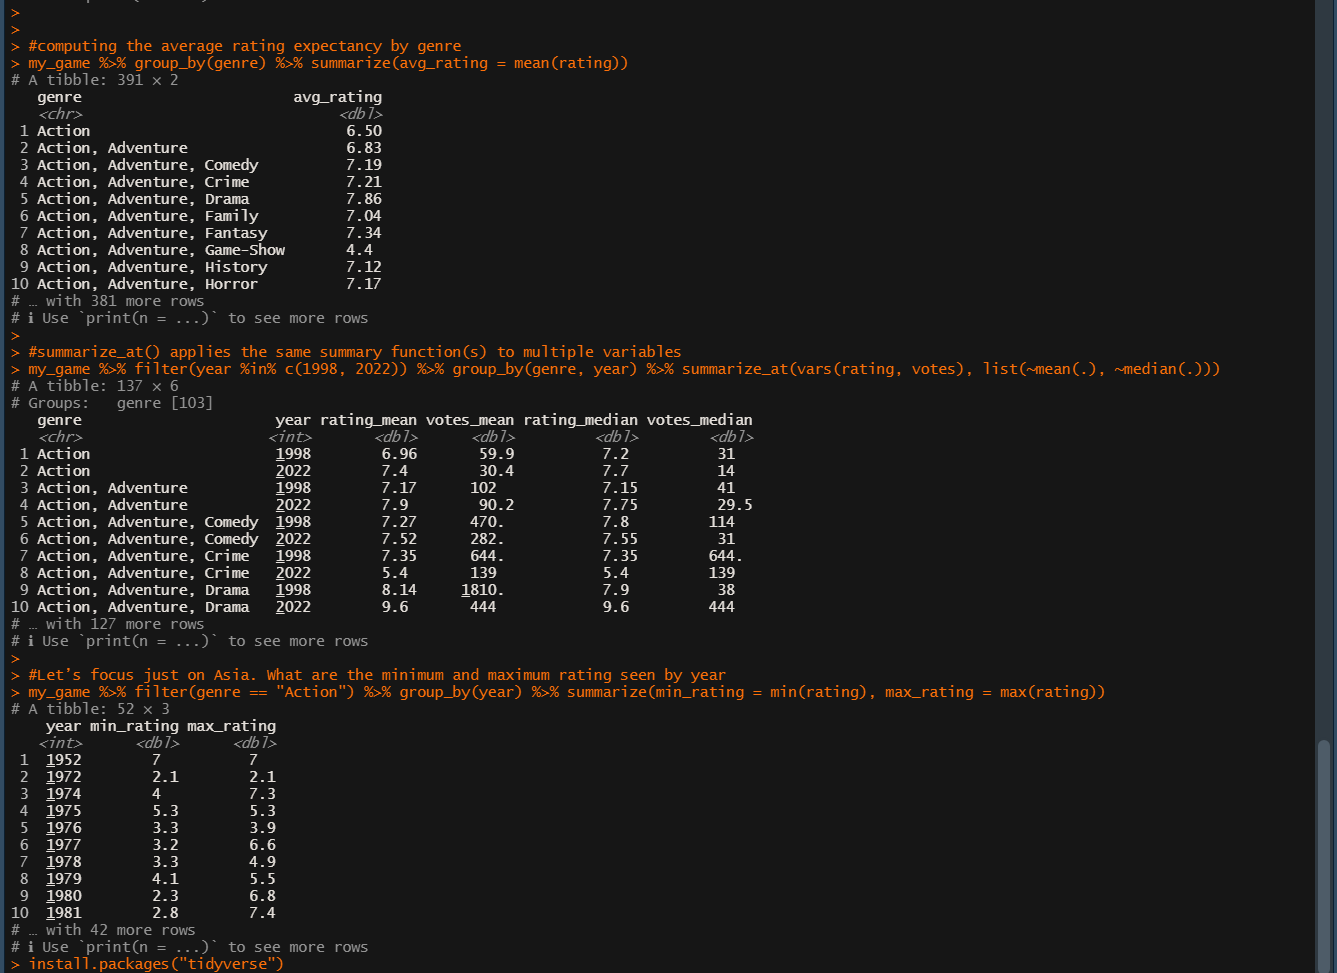 >
>
> #computing the average rating expectancy by genre
> my_game %>% group_by(genre) %>% summarize(avg_rating = mean(rating))
# A tibble: 391 × 2
genre avg_rating
<chr> <dbl>
1 Action 6.50
2 Action, Adventure 6.83
3 Action, Adventure, Comedy 7.19
4 Action, Adventure, Crime 7.21
5 Action, Adventure, Drama 7.86
6 Action, Adventure, Family 7.04
7 Action, Adventure, Fantasy 7.34
8 Action, Adventure, Game-Show 4.4
9 Action, Adventure, History 7.12
10 Action, Adventure, Horror 7.17
# … with 381 more rows
# ℹ Use `print(n = ...)` to see more rows
>
> #summarize_at() applies the same summary function(s) to multiple variables
> my_game %>% filter(year %in% c(1998, 2022)) %>% group_by(genre, year) %>% summarize_at(vars(rating, votes), list(~mean(.), ~median(.)))
# A tibble: 137 × 6
# Groups: genre [103]
genre year rating_mean votes_mean rating_median votes_median
<chr> <int> <dbl> <dbl> <dbl> <dbl>
1 Action 1998 6.96 59.9 7.2 31
2 Action 2022 7.4 30.4 7.7 14
3 Action, Adventure 1998 7.17 102 7.15 41
4 Action, Adventure 2022 7.9 90.2 7.75 29.5
5 Action, Adventure, Comedy 1998 7.27 470. 7.8 114
6 Action, Adventure, Comedy 2022 7.52 282. 7.55 31
7 Action, Adventure, Crime 1998 7.35 644. 7.35 644.
8 Action, Adventure, Crime 2022 5.4 139 5.4 139
9 Action, Adventure, Drama 1998 8.14 1810. 7.9 38
10 Action, Adventure, Drama 2022 9.6 444 9.6 444
# … with 127 more rows
# ℹ Use `print(n = ...)` to see more rows
>
> #Let’s focus just on Asia. What are the minimum and maximum rating seen by year
> my_game %>% filter(genre == "Action") %>% group_by(year) %>% summarize(min_rating = min(rating), max_rating = max(rating))
# A tibble: 52 × 3
year min_rating max_rating
<int> <dbl> <dbl>
1 1952 7 7
2 1972 2.1 2.1
3 1974 4 7.3
4 1975 5.3 5.3
5 1976 3.3 3.9
6 1977 3.2 6.6
7 1978 3.3 4.9
8 1979 4.1 5.5
9 1980 2.3 6.8
10 1981 2.8 7.4
# … with 42 more rows
# ℹ Use `print(n = ...)` to see more rows
> install.packages("tidyverse")